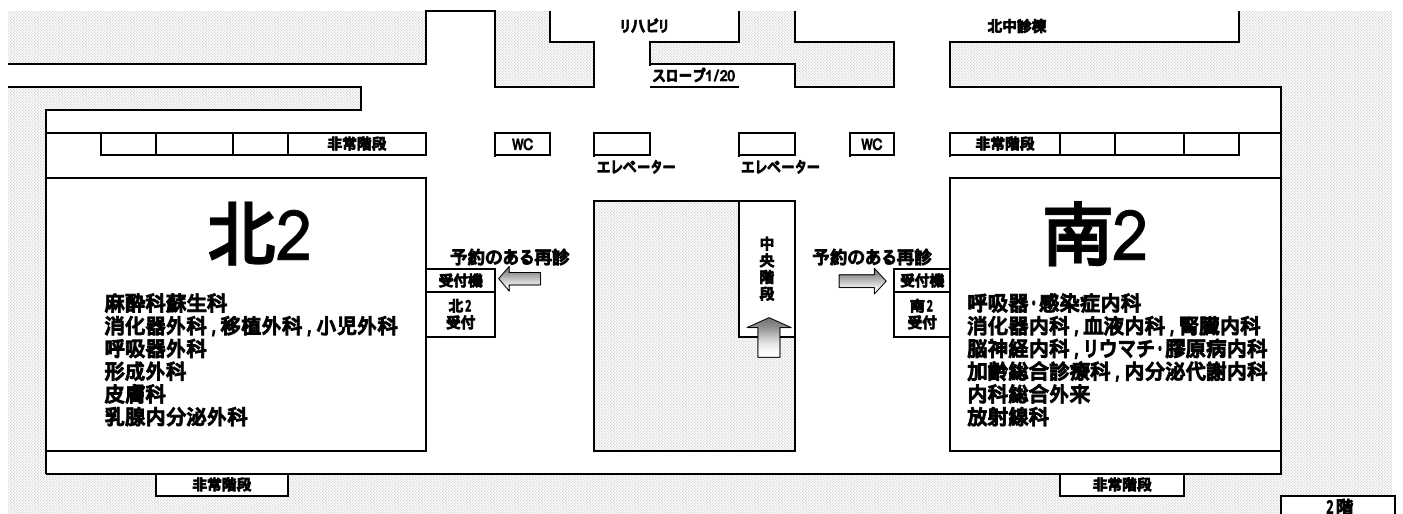 リハビリ
北中診棟
スロープ1/20
非常階段
WC
エレベーター
エレベーター
WC
非常階段
北2
南2
予約のある再診
受付機
北2
受付
中央階段
予約のある再診
受付機
南2
受付
麻酔科蘇生科
消化器外科,移植外科,小児外科
呼吸器外科
形成外科
皮膚科
乳腺内分泌外科
呼吸器・感染症内科
消化器内科,血液内科,腎臓内科
脳神経内科,リウマチ・膠原病内科
加齢総合診療科,内分泌代謝内科
内科総合外来
放射線科
非常階段
非常階段
2階